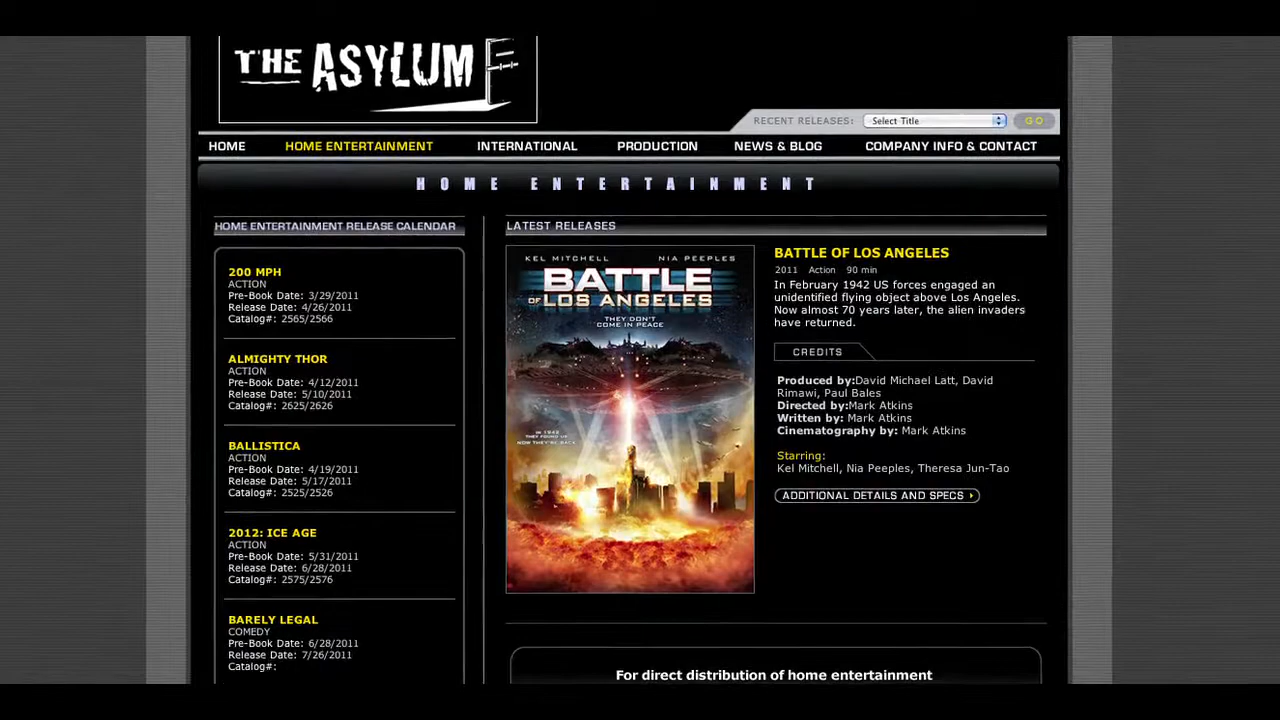 THE ASYLUM
RECENT RELEASES: Select Title GO
HOME HOME ENTERTAINMENT INTERNATIONAL PRODUCTION NEWS & BLOG COMPANY INFO & CONTACT
HOME ENTERTAINMENT
HOME ENTERTAINMENT RELEASE CALENDAR
200 MPH
ACTION
Pre-Book Date: 3/29/2011
Release Date: 4/26/2011
Catalog#: 2565/2566
ALMIGHTY THOR
ACTION
Pre-Book Date: 4/12/2011
Release Date: 5/10/2011
Catalog#: 2625/2626
BALLISTICA
ACTION
Pre-Book Date: 4/19/2011
Release Date: 5/17/2011
Catalog#: 2525/2526
2012: ICE AGE
ACTION
Pre-Book Date: 5/31/2011
Release Date: 6/28/2011
Catalog#: 2575/2576
BARELY LEGAL
COMEDY
Pre-Book Date: 6/28/2011
Release Date: 7/26/2011
Catalog#:
LATEST RELEASES
KEL MITCHELL NIA PEEPLES
BATTLE
OF LOS ANGELES
THEY DON'T
COME IN PEACE
IN 1942
THEY FOUND US
NOW THEY'RE BACK
BATTLE OF LOS ANGELES
2011 Action 90 min
In February 1942 US forces engaged an
unidentified flying object above Los Angeles.
Now almost 70 years later, the alien invaders
have returned.
CREDITS
Produced by:David Michael Latt, David
Rimawi, Paul Bales
Directed by:Mark Atkins
Written by: Mark Atkins
Cinematography by: Mark Atkins
Starring:
Kel Mitchell, Nia Peeples, Theresa Jun-Tao
ADDITIONAL DETAILS AND SPECS
For direct distribution of home entertainment